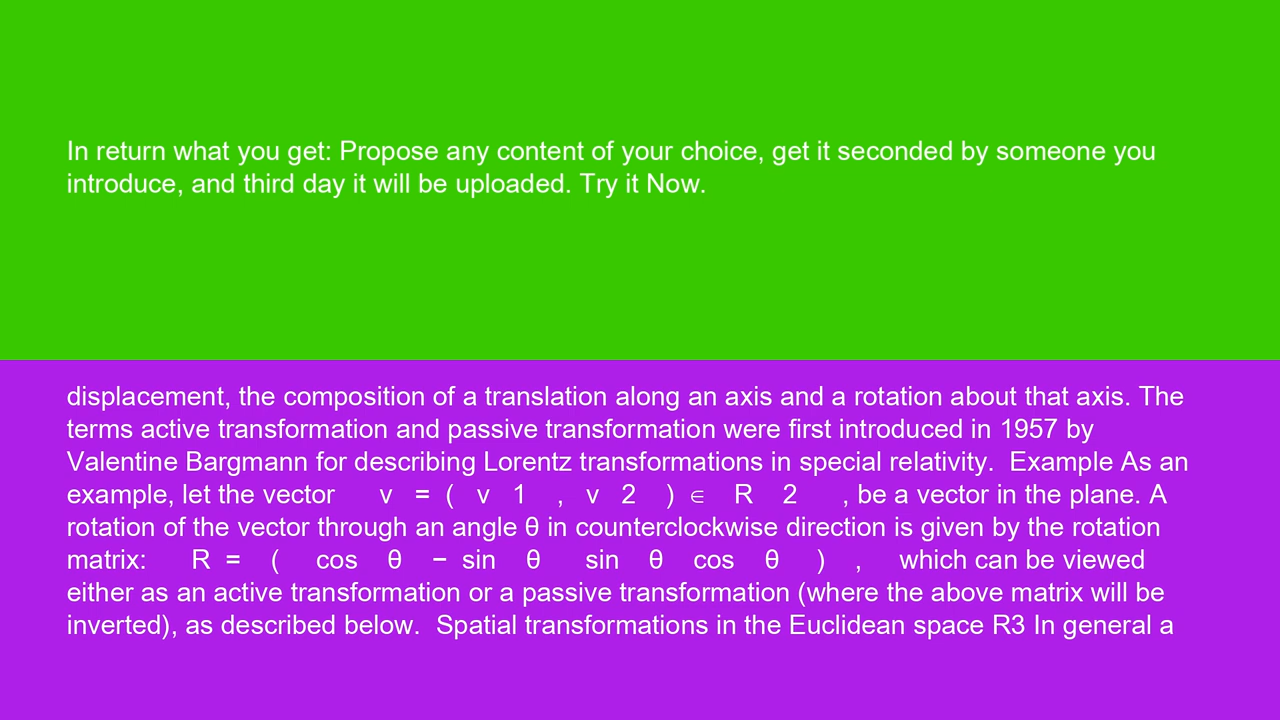 In return what you get: Propose any content of your choice, get it seconded by someone you
introduce, and third day it will be uploaded. Try it Now.
displacement, the composition of a translation along an axis and a rotation about that axis. The
terms active transformation and passive transformation were first introduced in 1957 by
Valentine Bargmann for describing Lorentz transformations in special relativity.  Example As an
example, let the vector      v   = (   v   1    ,   v   2    )  ∈    R    2      , be a vector in the plane. A
rotation of the vector through an angle θ in counterclockwise direction is given by the rotation
matrix:      R  =    (     cos    θ    −  sin    θ      sin    θ    cos    θ     )    ,     which can be viewed
either as an active transformation or a passive transformation (where the above matrix will be
inverted), as described below.  Spatial transformations in the Euclidean space R3 In general a